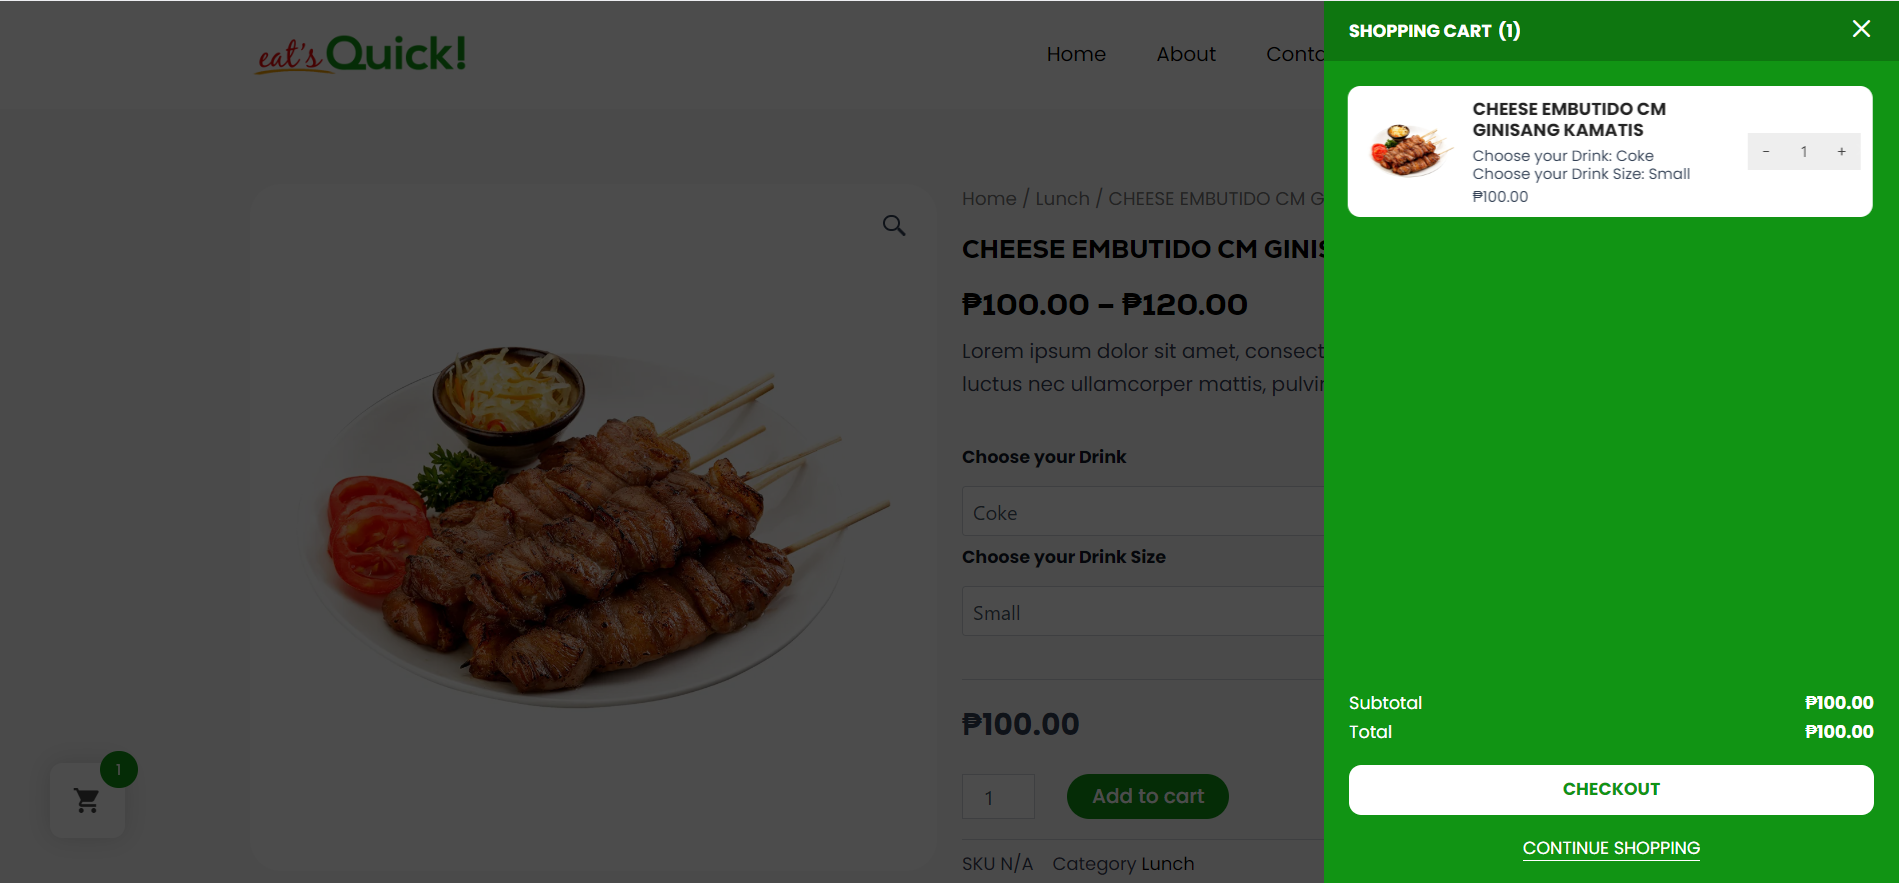 eat's Quick!
Home About Conta
Home / Lunch / CHEESE EMBUTIDO CM G
CHEESE EMBUTIDO CM GINIS
₱100.00 – ₱120.00
Lorem ipsum dolor sit amet, consect
luctus nec ullamcorper mattis, pulvin
Choose your Drink
Coke
Choose your Drink Size
Small
₱100.00
1 Add to cart
SKU N/A Category Lunch
1
SHOPPING CART (1)
CHEESE EMBUTIDO CM
GINISANG KAMATIS
Choose your Drink: Coke
Choose your Drink Size: Small
₱100.00
- 1 +
Subtotal ₱100.00
Total ₱100.00
CHECKOUT
CONTINUE SHOPPING